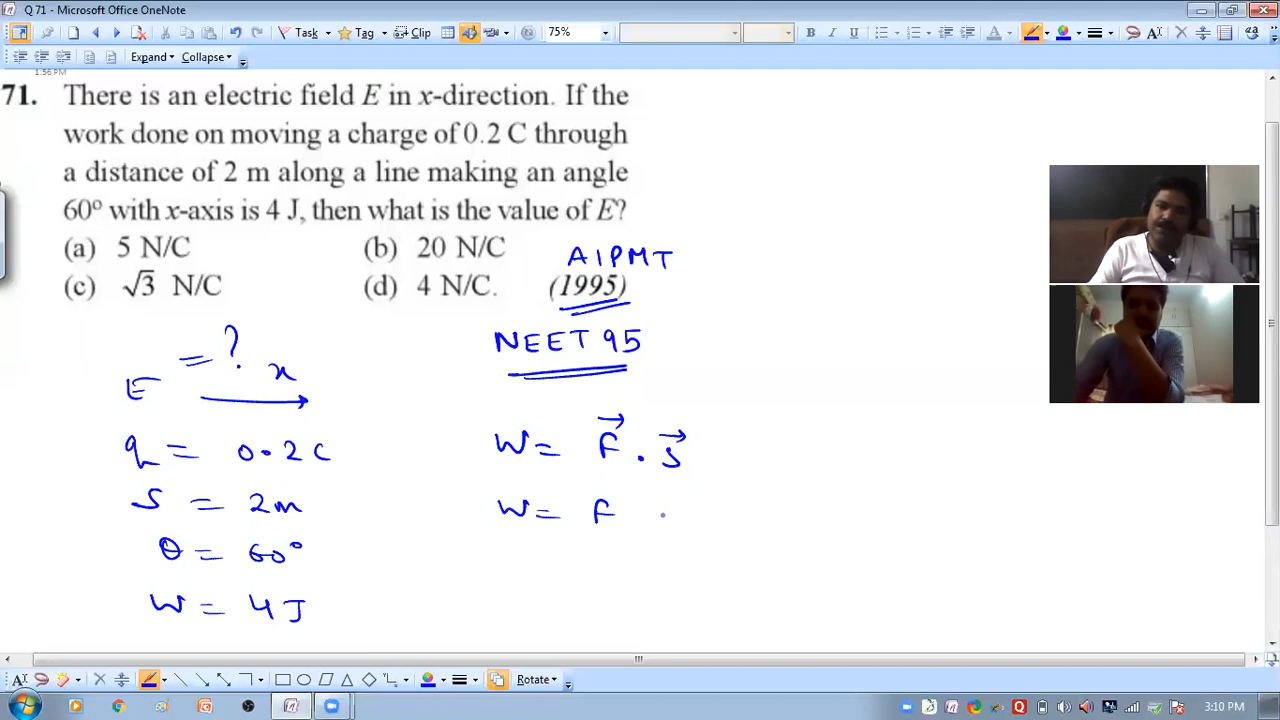 Q 71 - Microsoft OneNote
Task Tag Clip 75% B I U
Expand Collapse
1:56 PM
71. There is an electric field E in x-direction. If the
work done on moving a charge of 0.2 C through
a distance of 2 m along a line making an angle
60° with x-axis is 4 J, then what is the value of E?
(a) 5 N/C (b) 20 N/C
(c) √3 N/C (d) 4 N/C. (1995)
AIPMT
NEET 95
E = ? x
q = 0.2 C
S = 2m
θ = 60°
W = 4 J
W = F . S
W = F
Rotate
3:10 PM